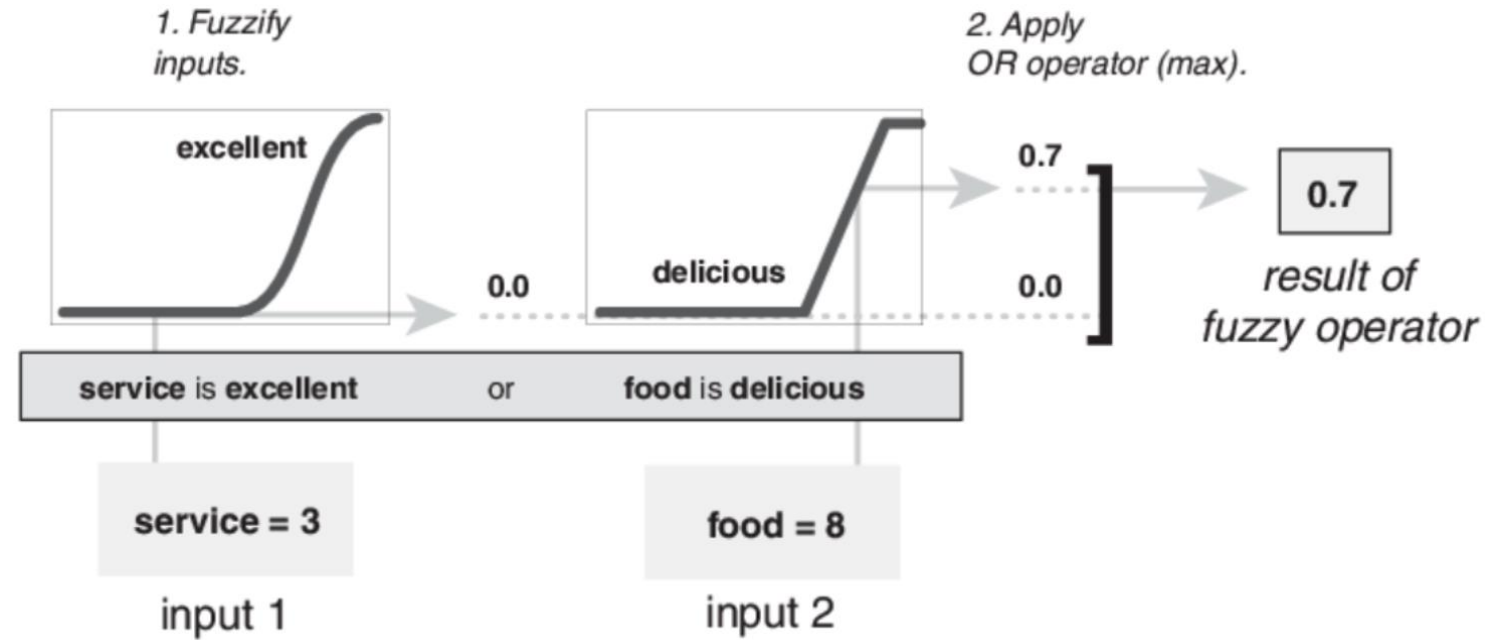 1. Fuzzify
inputs.
2. Apply
OR operator (max).
excellent
delicious
0.0
0.7
0.0
0.7
result of
fuzzy operator
service is excellent or food is delicious
service = 3
food = 8
input 1
input 2